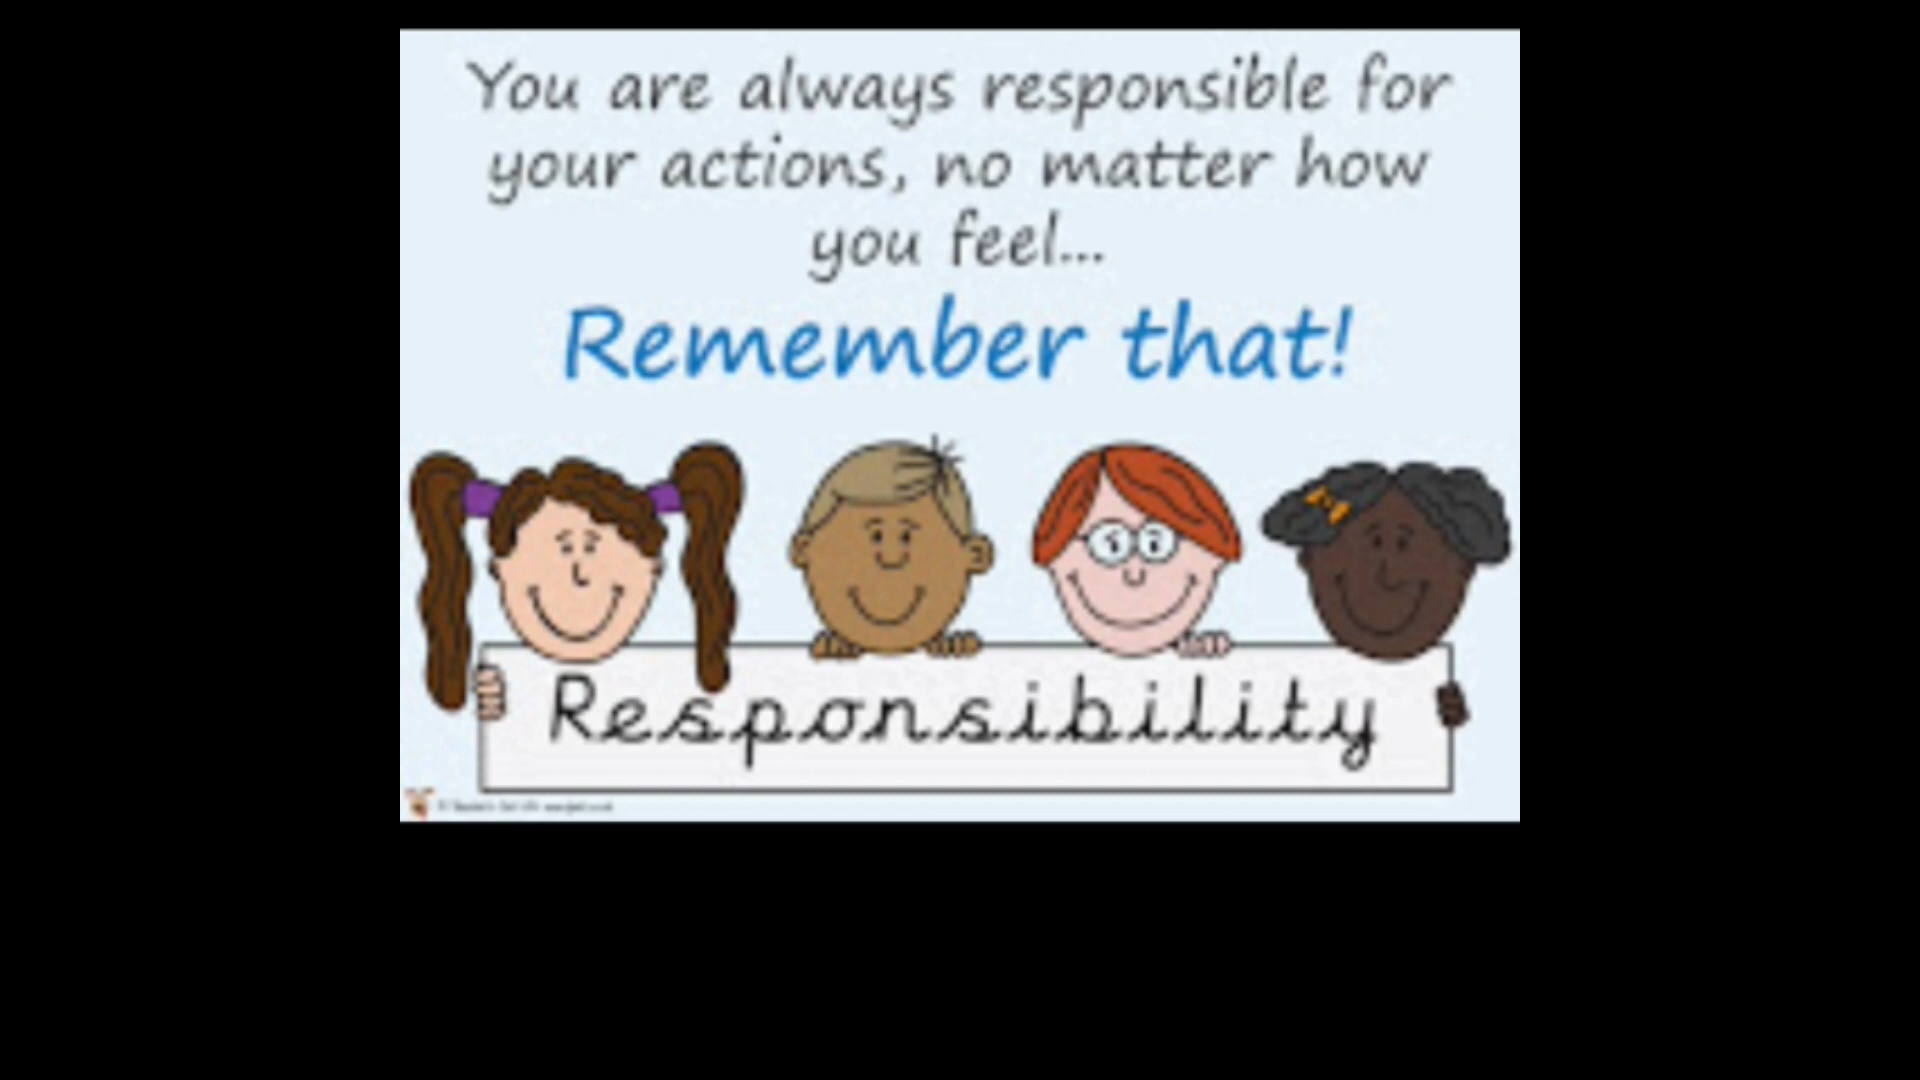 You are always responsible for
your actions, no matter how
you feel...
Remember that!
Responsibility